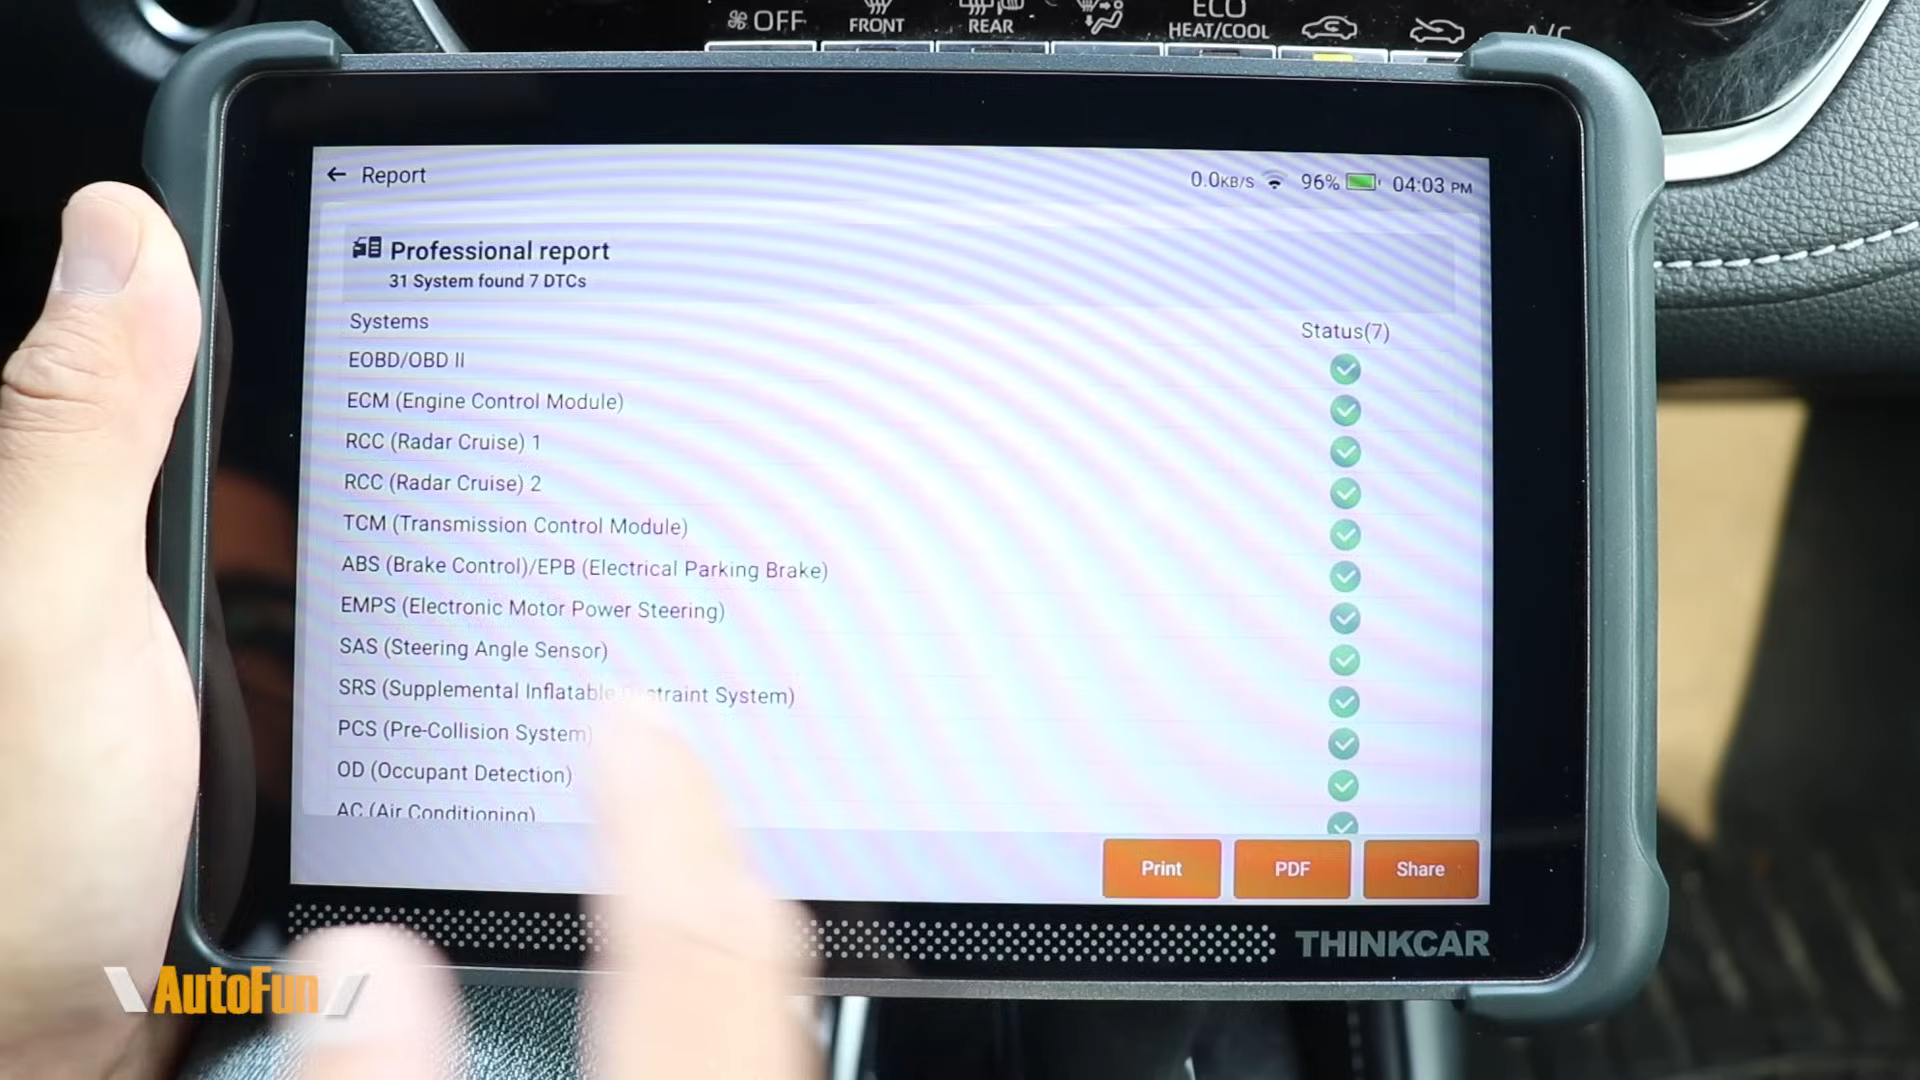 OFF
FRONT
REAR
ECO
HEAT/COOL
A/C
← Report
0.0KB/S 96% 04:03 PM
Professional report
31 System found 7 DTCs
Systems Status(7)
EOBD/OBD II
ECM (Engine Control Module)
RCC (Radar Cruise) 1
RCC (Radar Cruise) 2
TCM (Transmission Control Module)
ABS (Brake Control)/EPB (Electrical Parking Brake)
EMPS (Electronic Motor Power Steering)
SAS (Steering Angle Sensor)
SRS (Supplemental Inflatable System)
PCS (Pre-Collision System)
OD (Occupant Detection)
AC (Air Conditioning)
Print PDF Share
THINKCAR
AutoFun